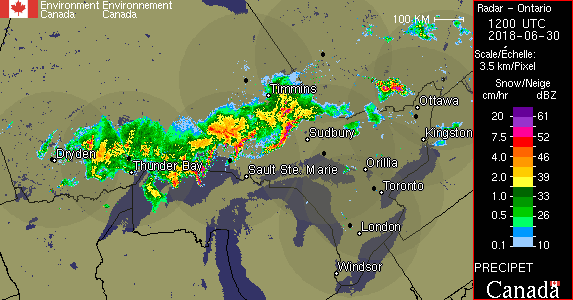 Environment Environnement
Canada Canada
100 KM
Timmins
Ottawa
Sudbury
Kingston
Dryden
Thunder Bay
Sault Ste. Marie
Orillia
Toronto
London
Windsor
Radar - Ontario
1200 UTC
2018-06-30
Scale/Échelle:
3.5 km/Pixel
Snow/Neige
cm/hr dBZ
20 61
7.5 52
4.0 46
2.0 39
1.0 33
0.5 26
0.1 10
PRECIPET
Canada